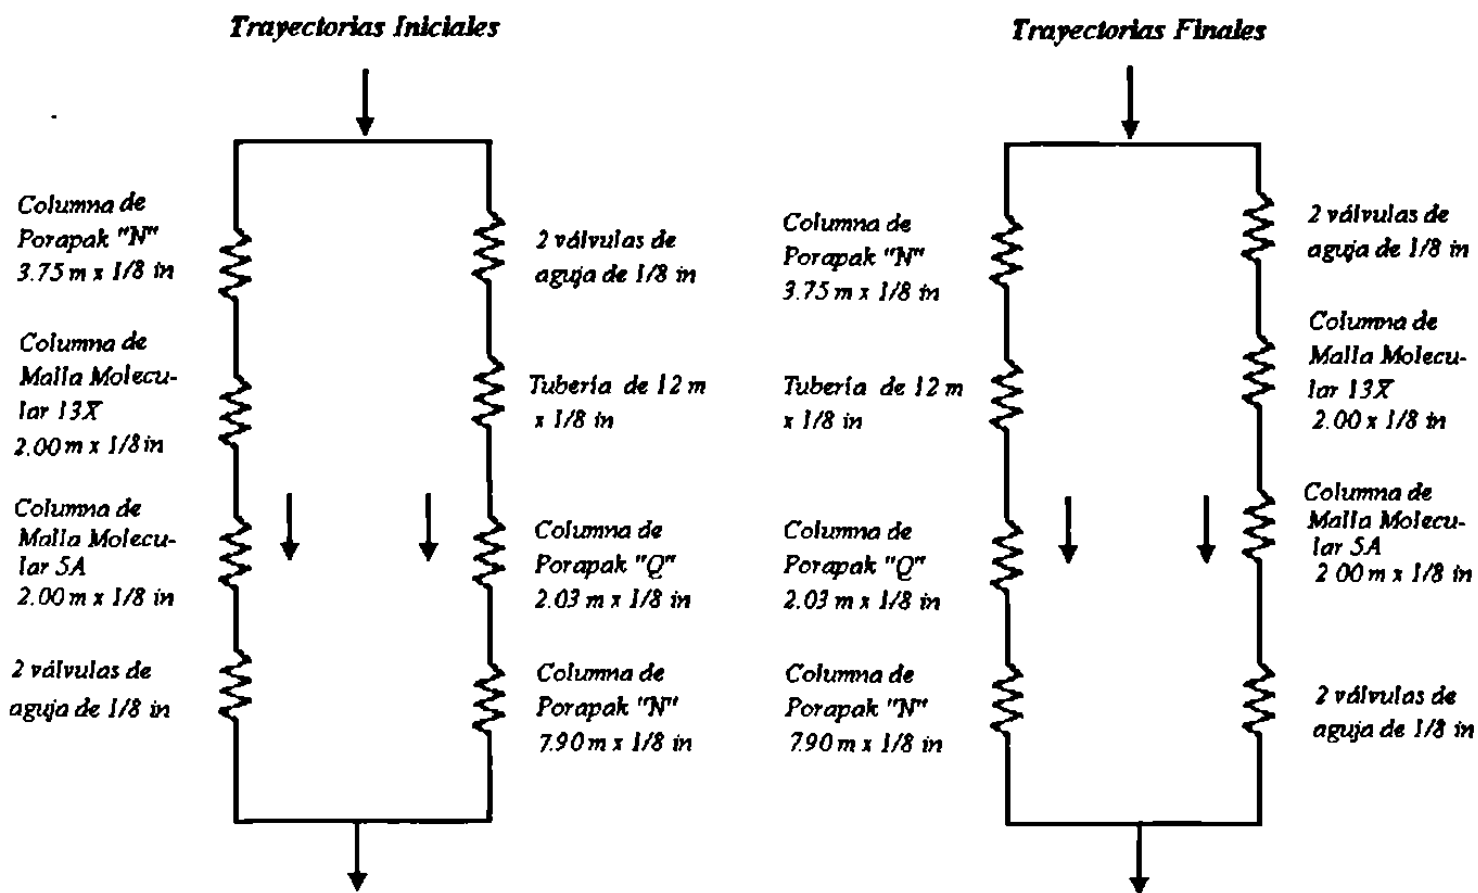 Trayectorias Iniciales
Columna de
Porapak "N"
3.75 m x 1/8 in
Columna de
Malla Molecu-
lar 13X
2.00 m x 1/8 in
Columna de
Malla Molecu-
lar 5A
2.00 m x 1/8 in
2 válvulas de
aguja de 1/8 in
2 válvulas de
aguja de 1/8 in
Tubería de 12 m
x 1/8 in
Columna de
Porapak "Q"
2.03 m x 1/8 in
Columna de
Porapak "N"
7.90 m x 1/8 in
Trayectorias Finales
Columna de
Porapak "N"
3.75 m x 1/8 in
Tubería de 12 m
x 1/8 in
Columna de
Porapak "Q"
2.03 m x 1/8 in
Columna de
Porapak "N"
7.90 m x 1/8 in
2 válvulas de
aguja de 1/8 in
Columna de
Malla Molecu-
lar 13X
2.00 x 1/8 in
Columna de
Malla Molecu-
lar 5A
2 00 m x 1/8 in
2 válvulas de
aguja de 1/8 in